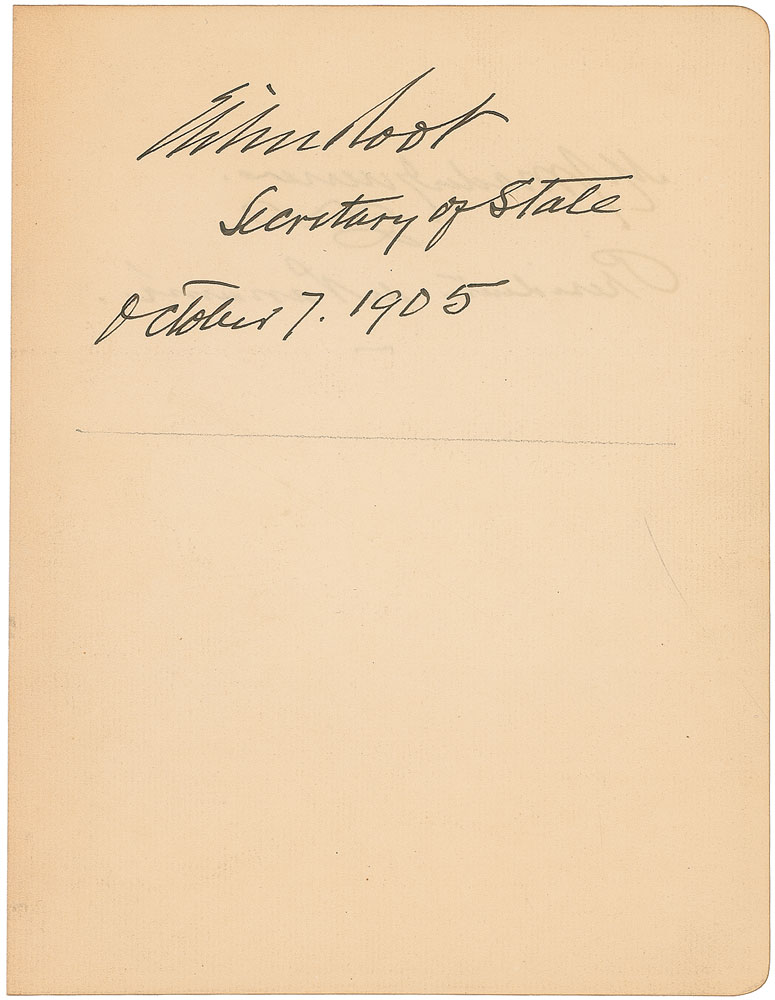 Elihu Root
Secretary of State
October 7. 1905